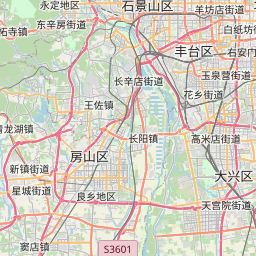 石景山区
永定地区
羊坊店街道
东辛房街道
白纸坊街
拓寺镇
丰台区
右安门
长辛店街道
玉泉营街道
王佐镇
花乡街道
青龙湖镇
长阳镇
高米店街道
房山区
新镇街道
大兴区
星城街道
良乡地区
天宫院街道
窦店镇
S3601